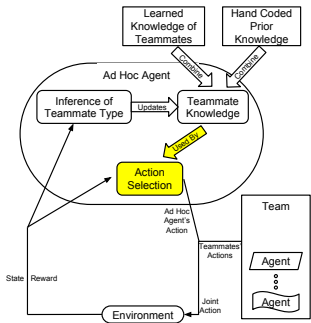 Learned
Knowledge of
Teammates
Hand Coded
Prior
Knowledge
Combine
Combine
Ad Hoc Agent
Inference of
Teammate Type
Updates
Teammate
Knowledge
Used By
Action
Selection
Ad Hoc
Agent's
Action
Team
Teammates'
Actions
Agent
Agent
State
Reward
Joint
Action
Environment